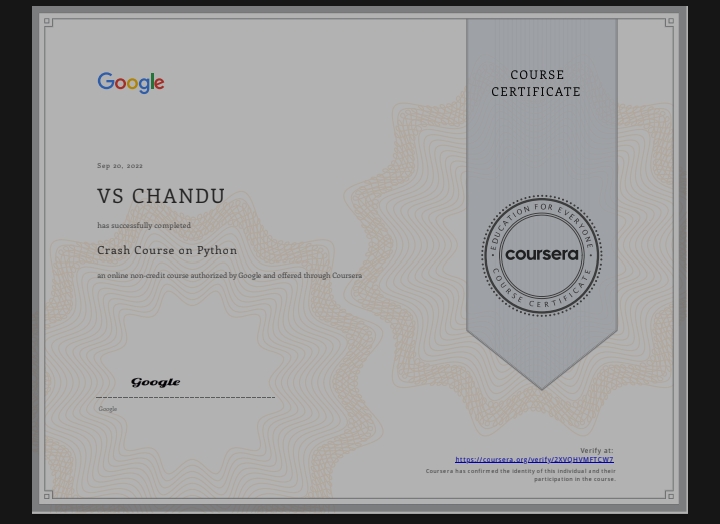 Google
COURSE
CERTIFICATE
Sep 20, 2022
VS CHANDU
has successfully completed
Crash Course on Python
an online non-credit course authorized by Google and offered through Coursera
EDUCATION FOR EVERYONE
coursera
COURSE CERTIFICATE
Google
Google
Verify at:
https://coursera.org/verify/2XVQHVMFTCW7
Coursera has confirmed the identity of this individual and their
participation in the course.